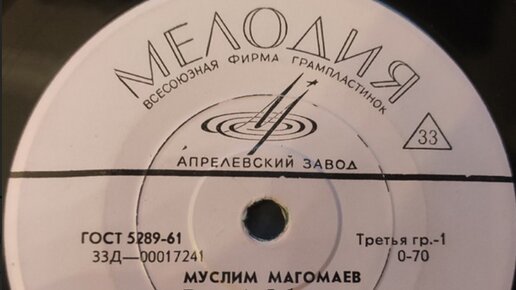 МЕЛОДИЯ
ВСЕСОЮЗНАЯ ФИРМА ГРАМПЛАСТИНОК
33
АПРЕЛЕВСКИЙ ЗАВОД
ГОСТ 5289-61
Третья гр.-1
33Д—00017241
0-70
МУСЛИМ МАГОМАЕВ